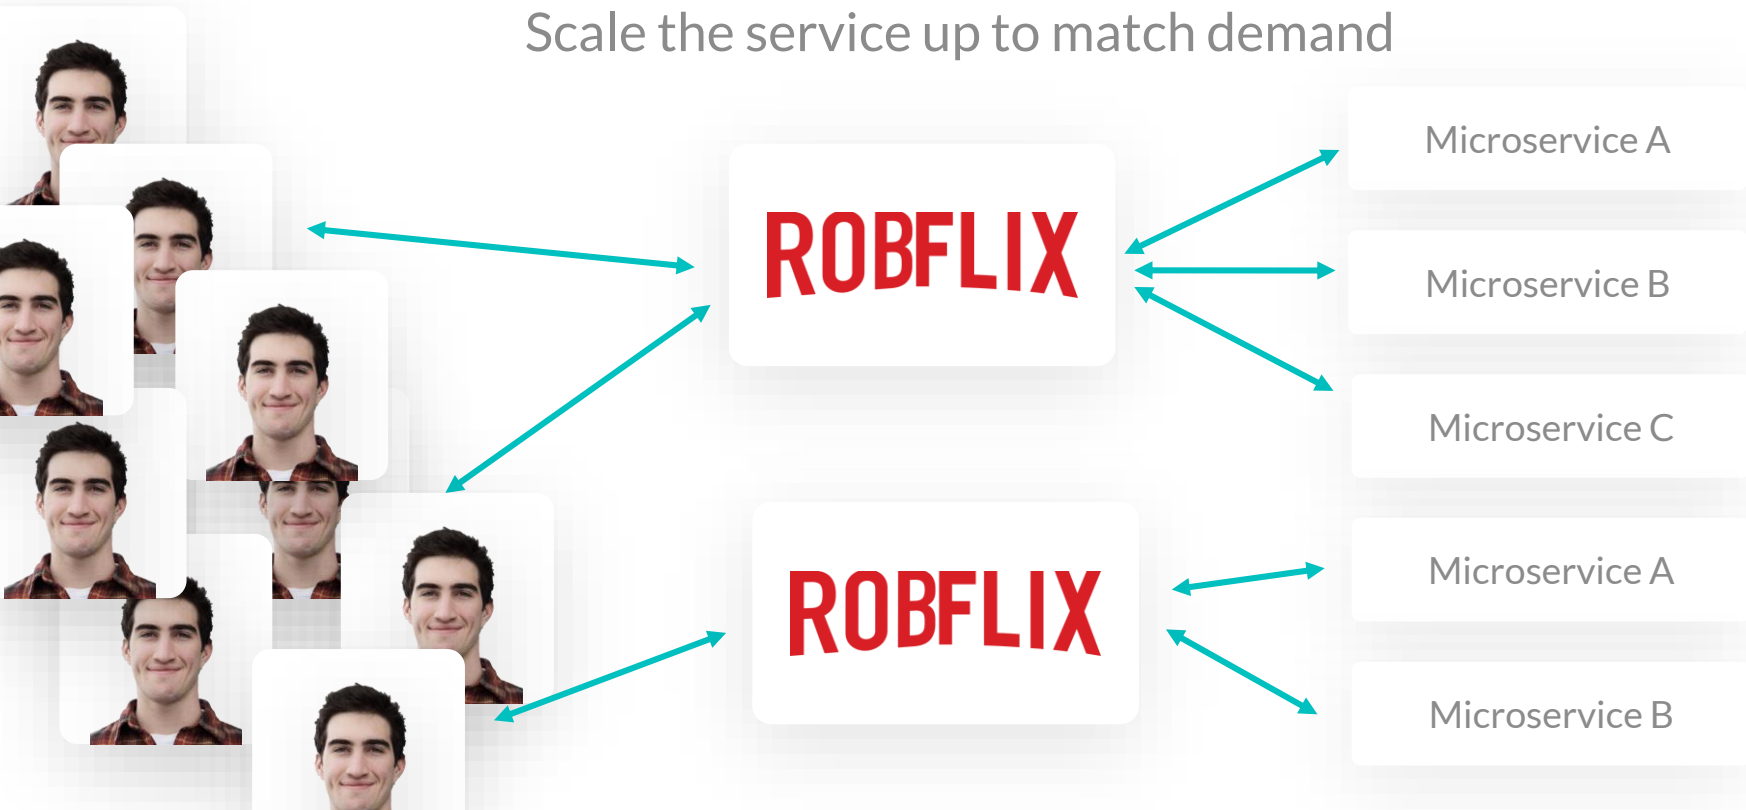 Scale the service up to match demand
ROBFLIX
Microservice A
Microservice B
Microservice C
ROBFLIX
Microservice A
Microservice B